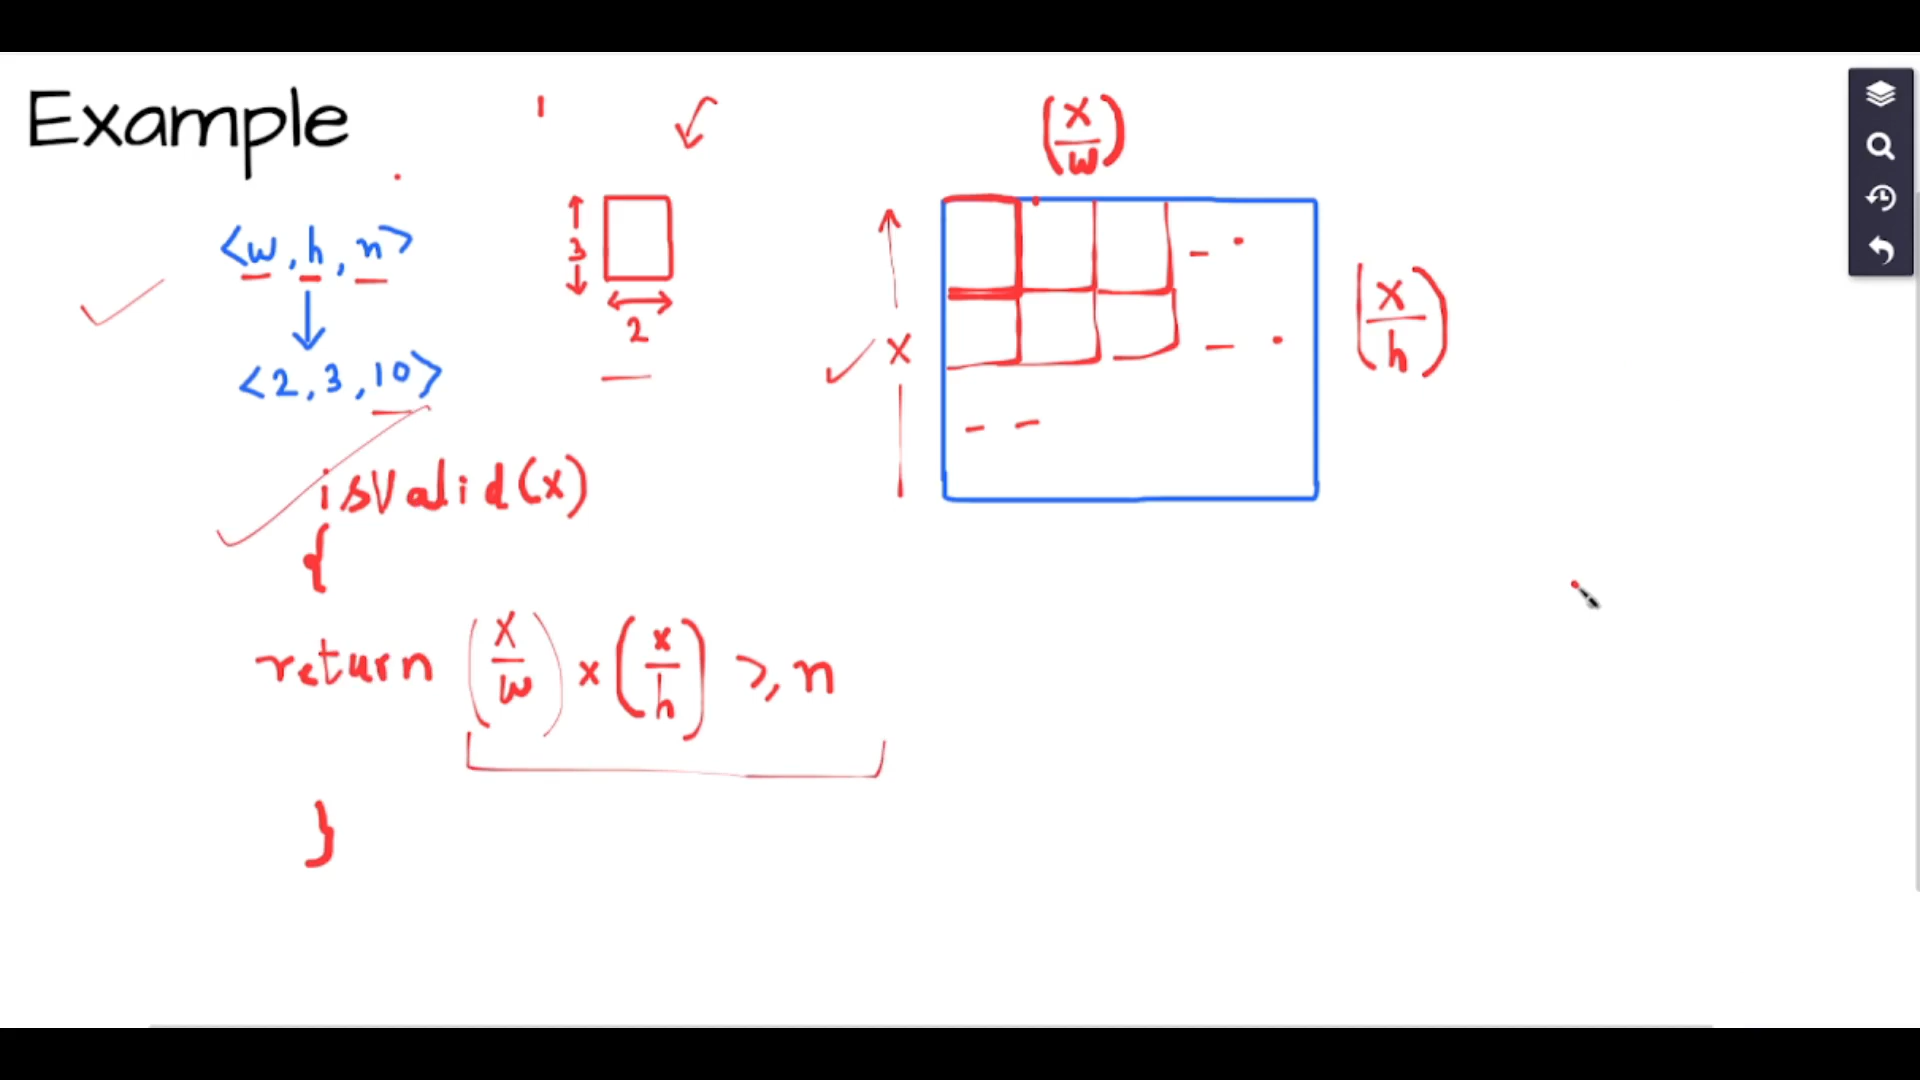 Example
(x/w)
<w, h, n>
3
2
(x/h)
x
<2, 3, 10>
isValid(x)
{
return (x/w) x (x/h) >, n
}